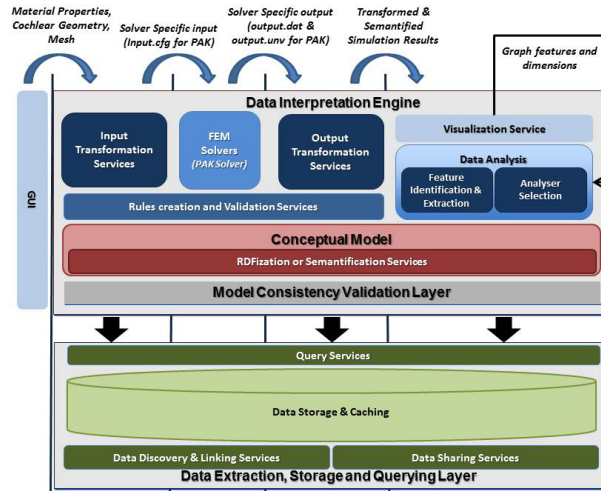 Material Properties,
Cochlear Geometry,
Mesh
Solver Specific input
(Input.cfg for PAK)
Solver Specific output
(output.dat &
output.unv for PAK)
Transformed &
Semantified
Simulation Results
Graph features and
dimensions
GUI
Data Interpretation Engine
Input
Transformation
Services
FEM
Solvers
(PAK Solver)
Output
Transformation
Services
Visualization Service
Data Analysis
Feature
Identification &
Extraction
Analyser
Selection
Rules creation and Validation Services
Conceptual Model
RDFization or Semantification Services
Model Consistency Validation Layer
Query Services
Data Storage & Caching
Data Discovery & Linking Services
Data Sharing Services
Data Extraction, Storage and Querying Layer